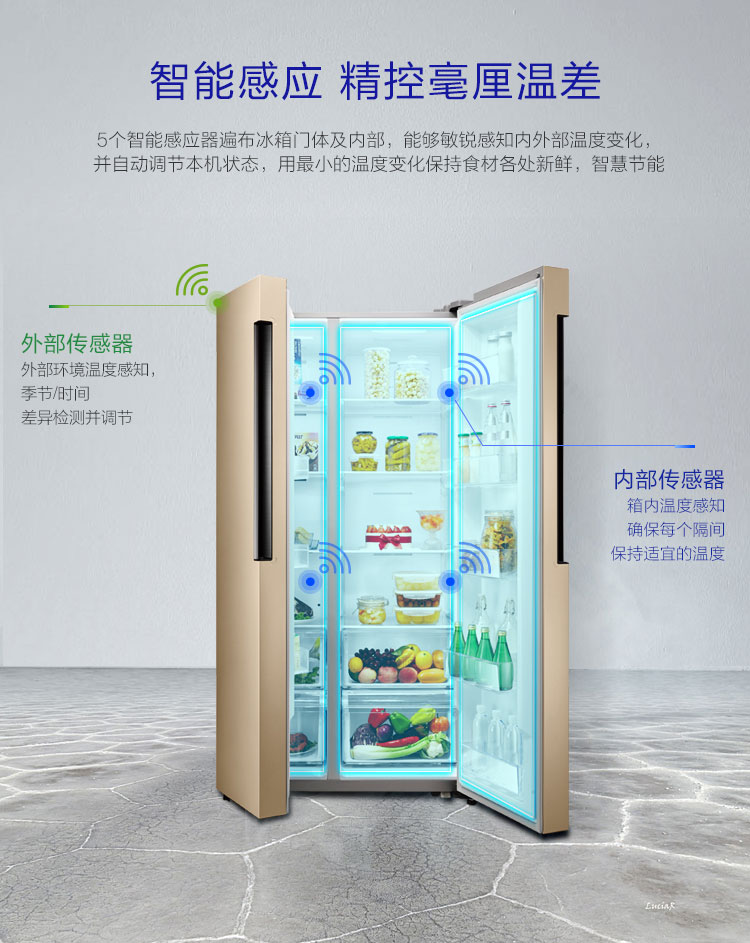 智能感应 精控毫厘温差
5个智能感应器遍布冰箱门体及内部，能够敏锐感知内外部温度变化，
并自动调节本机状态，用最小的温度变化保持食材各处新鲜，智慧节能
外部传感器
外部环境温度感知，
季节/时间
差异检测并调节
内部传感器
箱内温度感知
确保每个隔间
保持适宜的温度
LuciaK